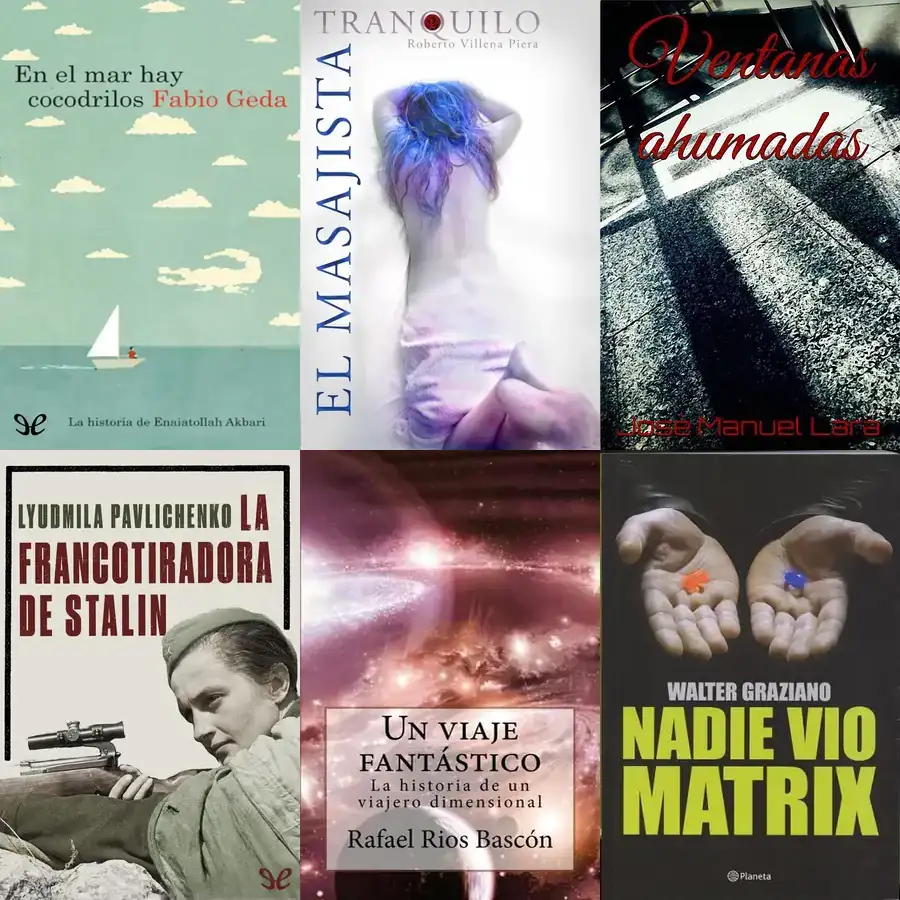 En el mar hay
cocodrilos Fabio Geda
La historia de Enaiatollah Akbari
TRANQUILO
Roberto Villena Piera
EL MASAJISTA
Ventanas
ahumadas
José Manuel Lara
LYUDMILA PAVLICHENKO LA
FRANCOTIRADORA
DE STALIN
UN VIAJE
FANTÁSTICO
La historia de un
viajero dimensional
Rafael Rios Bascón
WALTER GRAZIANO
NADIE VIO
MATRIX
Planeta